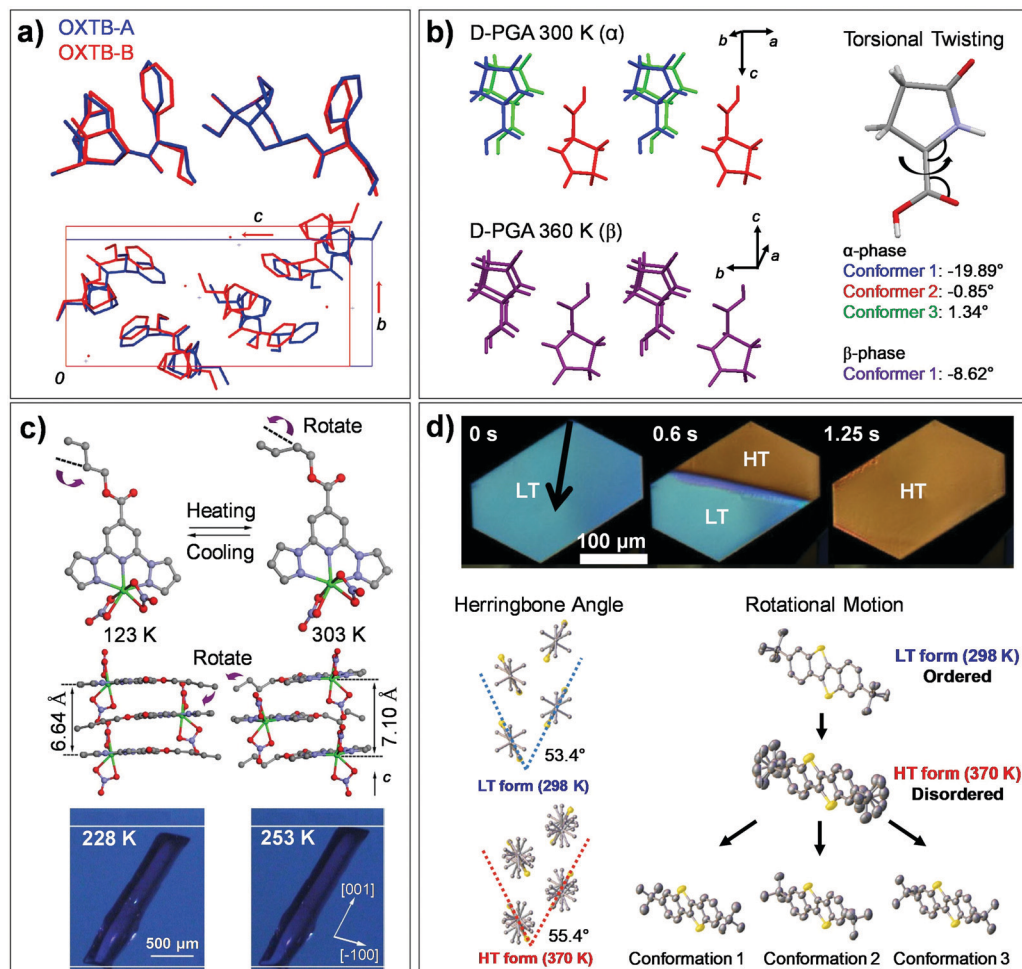 a)
OXTB-A
OXTB-B
c
b
0
b)
D-PGA 300 K (α)
b
a
c
Torsional Twisting
D-PGA 360 K (β)
c
a
b
α-phase
Conformer 1: -19.89°
Conformer 2: -0.85°
Conformer 3: 1.34°
β-phase
Conformer 1: -8.62°
c)
Rotate
Heating
Cooling
123 K
303 K
Rotate
6.64 Å
7.10 Å
c
228 K
500 µm
253 K
[001]
[-100]
d)
0 s
LT
100 µm
0.6 s
HT
LT
1.25 s
HT
Herringbone Angle
53.4°
LT form (298 K)
55.4°
HT form (370 K)
Rotational Motion
LT form (298 K)
Ordered
HT form (370 K)
Disordered
Conformation 1
Conformation 2
Conformation 3